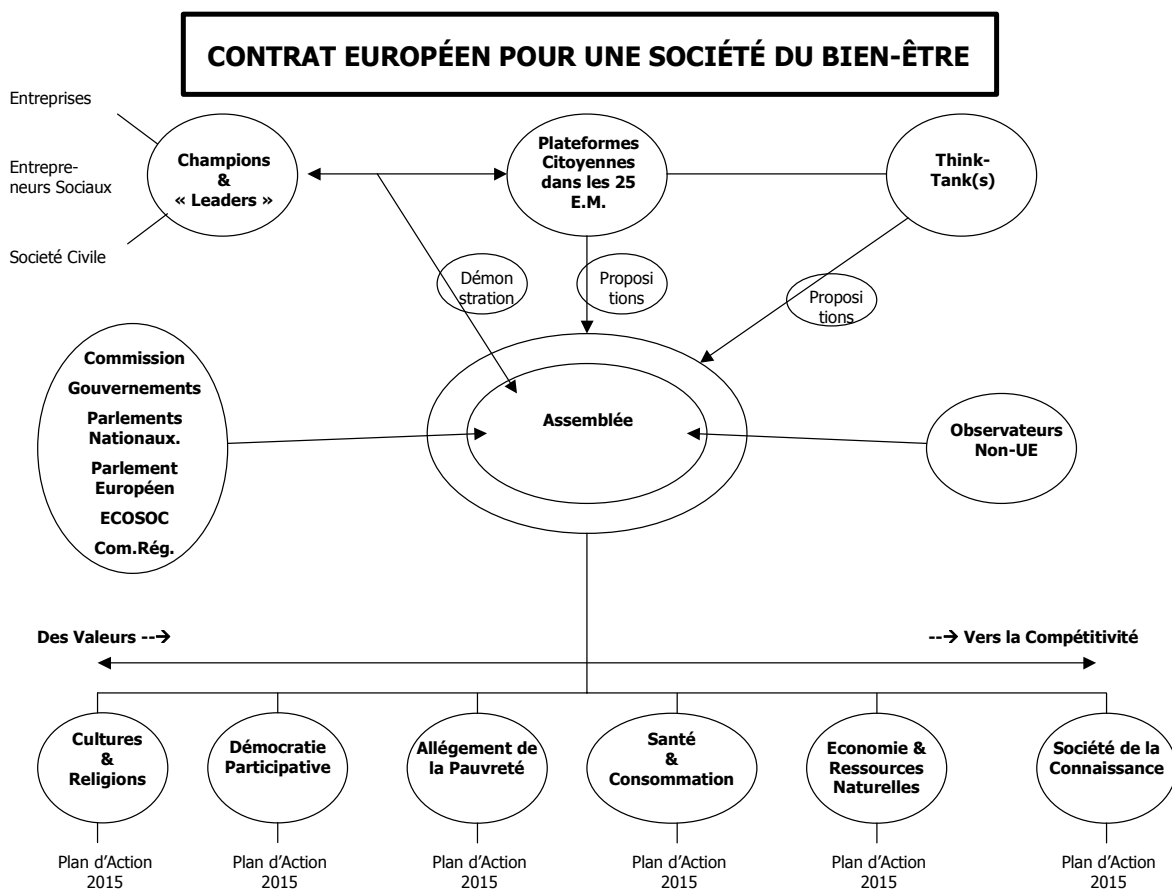 CONTRAT EUROPÉEN POUR UNE SOCIÉTÉ DU BIEN-ÊTRE
Entreprises
Entrepre-
neurs Sociaux
Societé Civile
Champions
&
« Leaders »
Plateformes
Citoyennes
dans les 25
E.M.
Think-
Tank(s)
Démon
stration
Proposi
tions
Proposi
tions
Commission
Gouvernements
Parlements
Nationaux.
Parlement
Européen
ECOSOC
Com.Rég.
Assemblée
Observateurs
Non-UE
Des Valeurs --→
--→ Vers la Compétitivité
Cultures
&
Religions
Démocratie
Participative
Allégement de
la Pauvreté
Santé
&
Consommation
Economie &
Ressources
Naturelles
Société de la
Connaissance
Plan d’Action
2015
Plan d’Action
2015
Plan d’Action
2015
Plan d’Action
2015
Plan d’Action
2015
Plan d’Action
2015